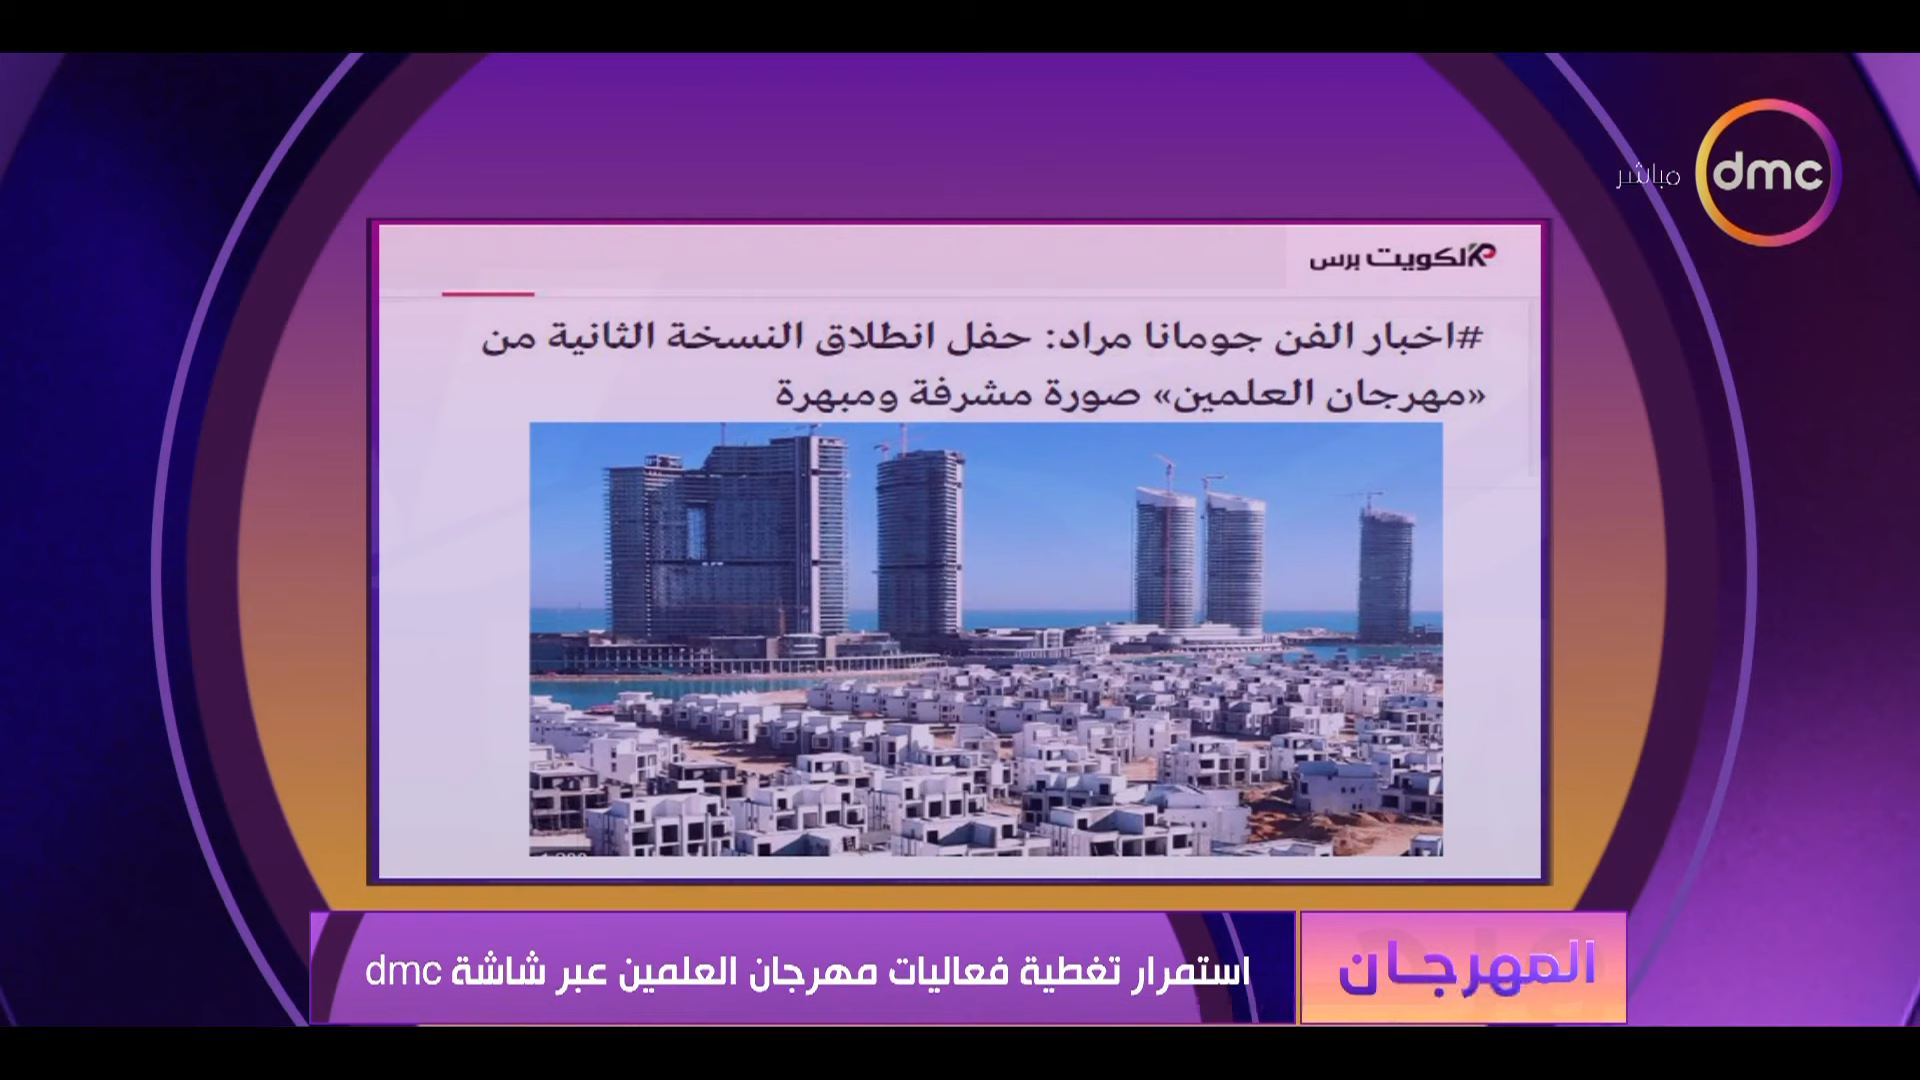 dmc
مباشر
الكويت برس
#اخبار الفن جومانا مراد: حفل انطلاق النسخة الثانية من
«مهرجان العلمين» صورة مشرفة ومبهرة
المهرجان
استمرار تغطية فعاليات مهرجان العلمين عبر شاشة dmc